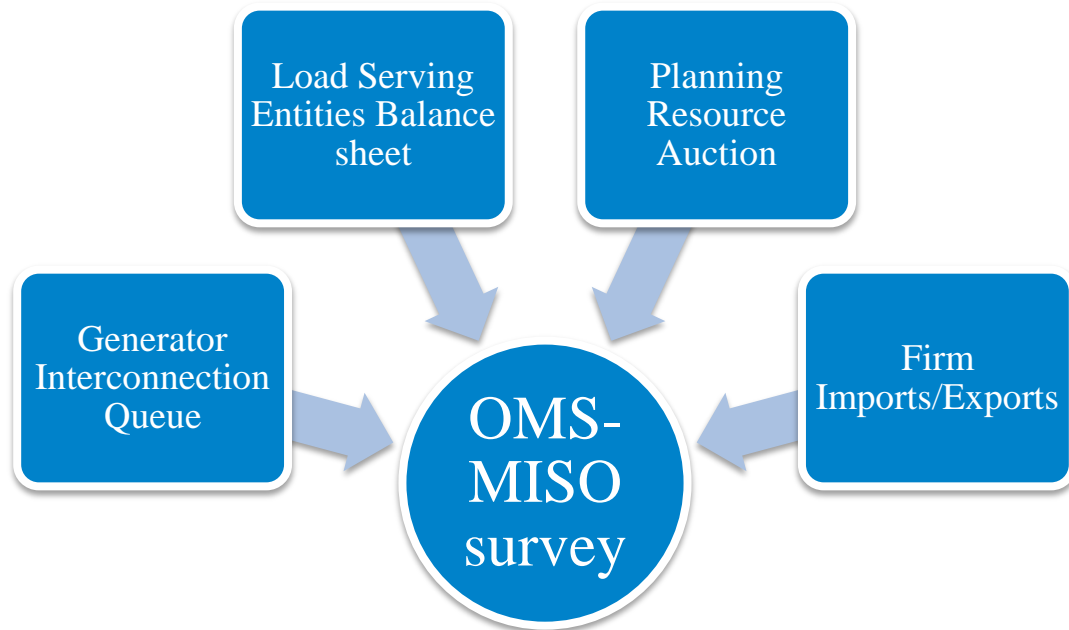 Load Serving
Entities Balance
sheet
Planning
Resource
Auction
Generator
Interconnection
Queue
Firm
Imports/Exports
OMS-
MISO
survey